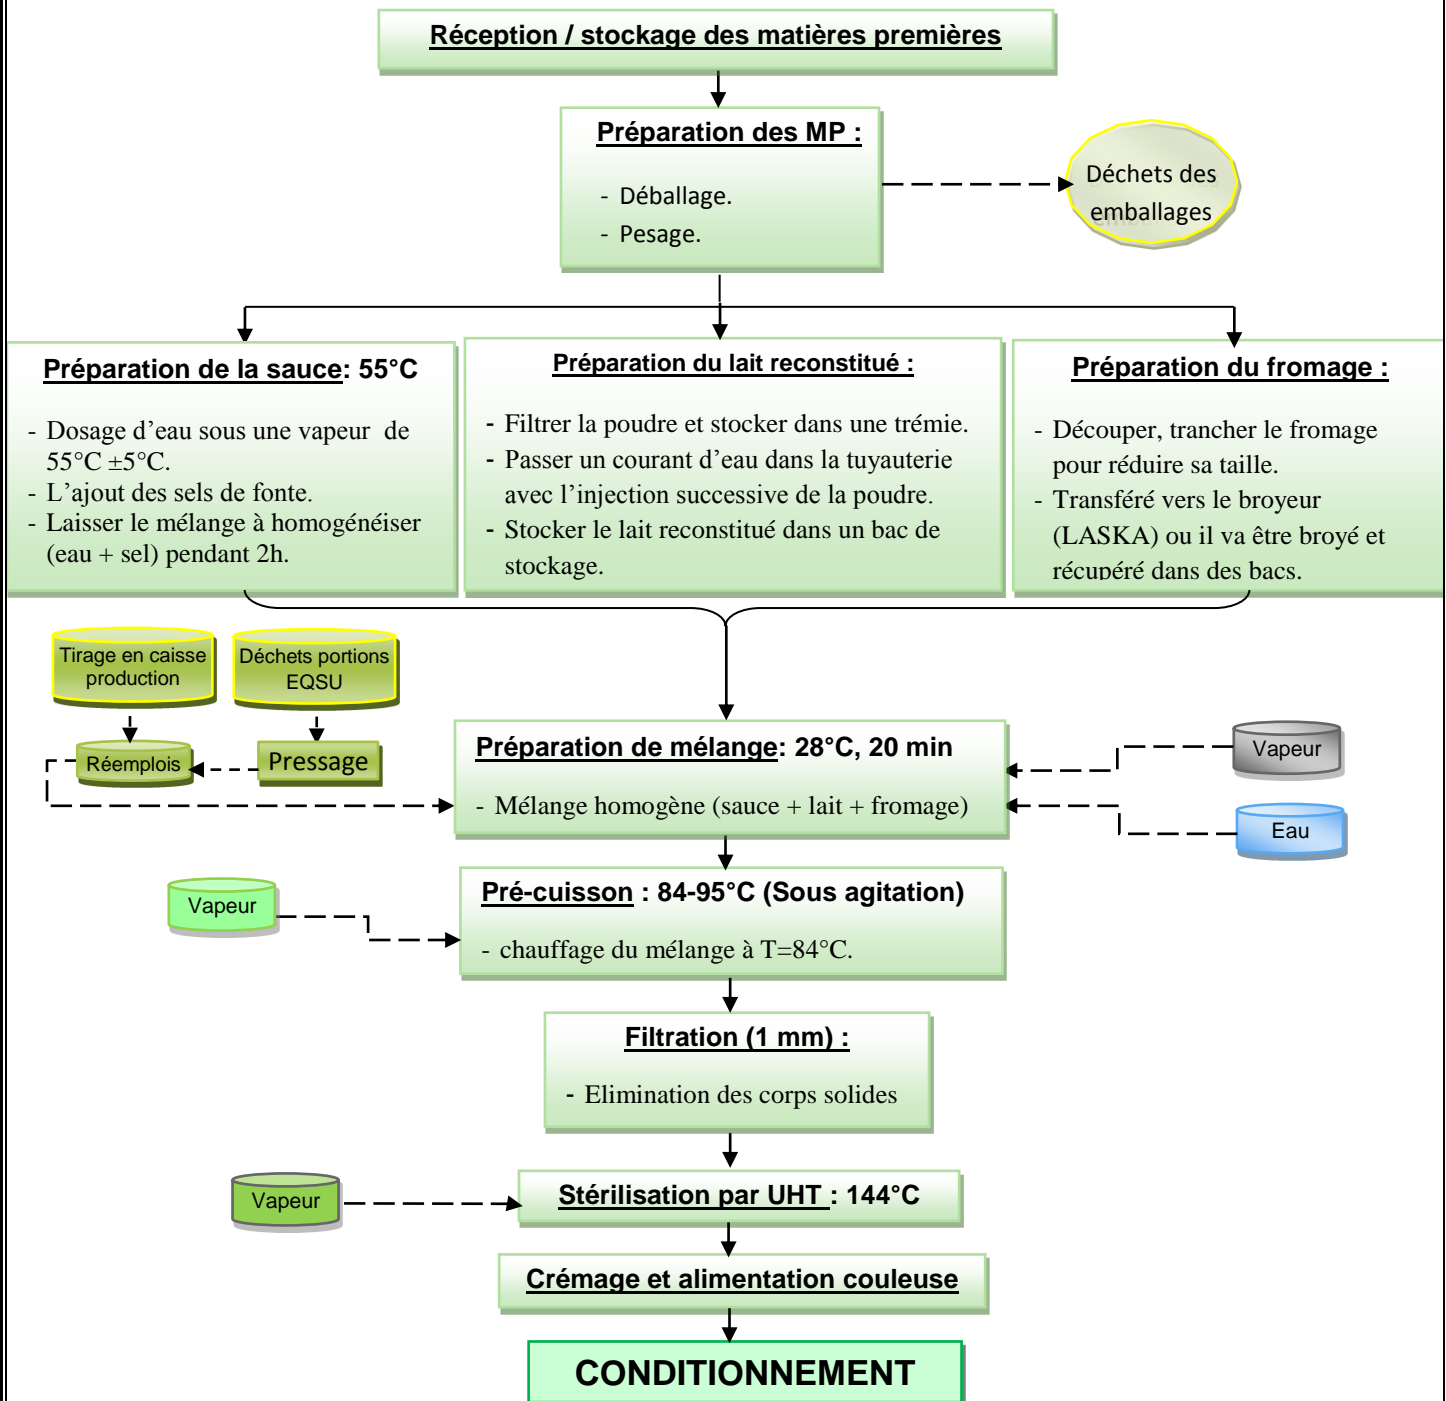 Réception / stockage des matières premières
Préparation des MP :
- Déballage.
- Pesage.
Déchets des
emballages
Préparation de la sauce: 55°C
- Dosage d’eau sous une vapeur de
55°C ±5°C.
- L’ajout des sels de fonte.
- Laisser le mélange à homogénéiser
(eau + sel) pendant 2h.
Préparation du lait reconstitué :
- Filtrer la poudre et stocker dans une trémie.
- Passer un courant d’eau dans la tuyauterie
avec l’injection successive de la poudre.
- Stocker le lait reconstitué dans un bac de
stockage.
Préparation du fromage :
- Découper, trancher le fromage
pour réduire sa taille.
- Transféré vers le broyeur
(LASKA) ou il va être broyé et
récupéré dans des bacs.
Tirage en caisse
production
Déchets portions
EQSU
Réemplois
Pressage
Préparation de mélange: 28°C, 20 min
- Mélange homogène (sauce + lait + fromage)
Vapeur
Eau
Vapeur
Pré-cuisson : 84-95°C (Sous agitation)
- chauffage du mélange à T=84°C.
Filtration (1 mm) :
- Elimination des corps solides
Vapeur
Stérilisation par UHT : 144°C
Crémage et alimentation couleuse
CONDITIONNEMENT